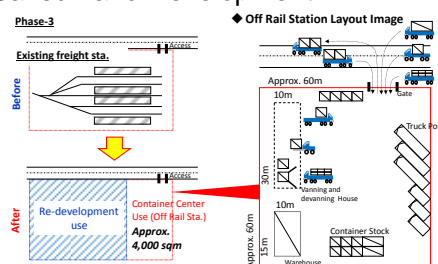 Phase-3
Access
Existing freight sta.
Before
Access
After
Re-development
use
Container Center
Use (Off Rail Sta.)
Approx.
4,000 sqm
◆ Off Rail Station Layout Image
Approx. 60m
10m
Gate
Truck Po
30m
Vanning and
devanning House
10m
Approx. 60m
15m
Container Stock
Warehouse